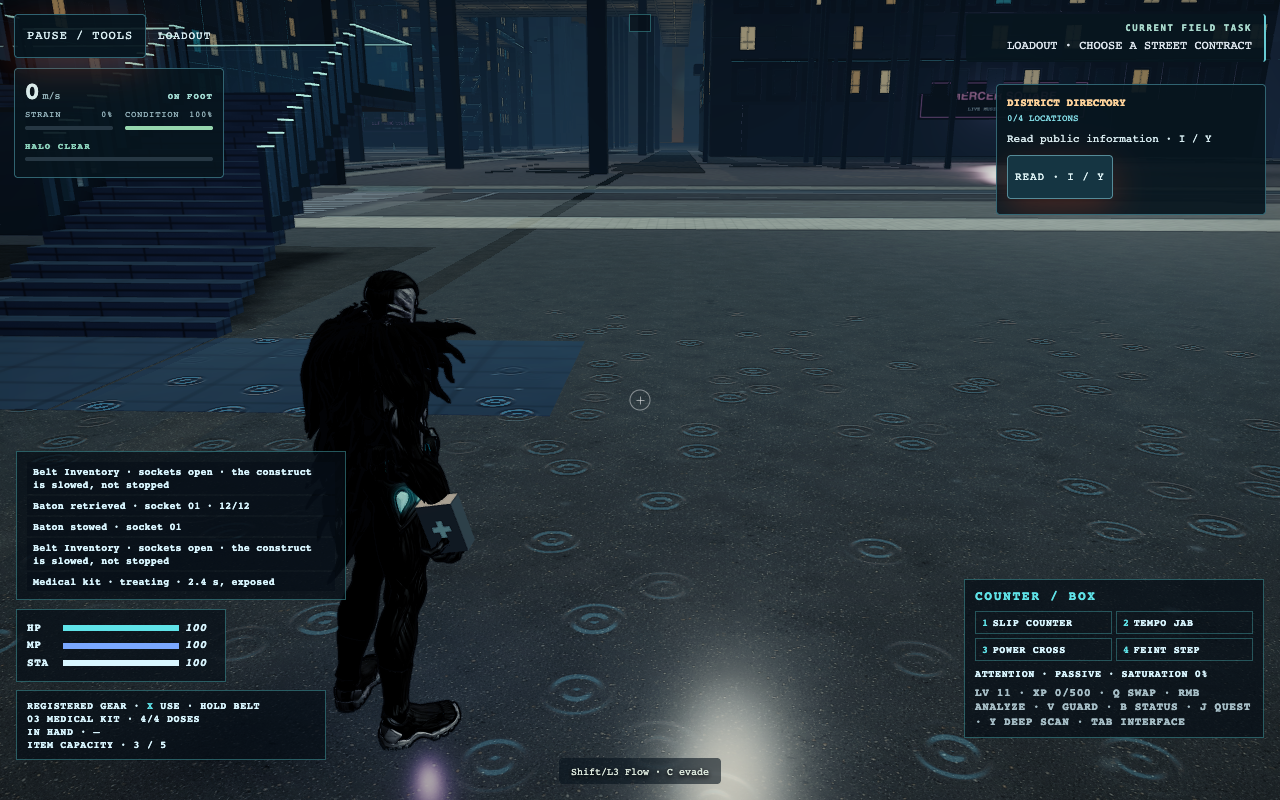 PAUSE / TOOLS
LOADOUT
0 m/s
ON FOOT
STRAIN 0%
CONDITION 100%
HALO CLEAR
CURRENT FIELD TASK
LOADOUT · CHOOSE A STREET CONTRACT
DISTRICT DIRECTORY
0/4 LOCATIONS
Read public information · I / Y
READ · I / Y
Belt Inventory · sockets open · the construct
is slowed, not stopped
Baton retrieved · socket 01 · 12/12
Baton stowed · socket 01
Belt Inventory · sockets open · the construct
is slowed, not stopped
Medical kit · treating · 2.4 s, exposed
HP 100
MP 100
STA 100
REGISTERED GEAR · X USE · HOLD BELT
03 MEDICAL KIT · 4/4 DOSES
IN HAND · —
ITEM CAPACITY · 3 / 5
Shift/L3 Flow · C evade
COUNTER / BOX
1 SLIP COUNTER
2 TEMPO JAB
3 POWER CROSS
4 FEINT STEP
ATTENTION · PASSIVE · SATURATION 0%
LV 11 · XP 0/500 · Q SWAP · RMB
ANALYZE · V GUARD · B STATUS · J QUEST
· Y DEEP SCAN · TAB INTERFACE